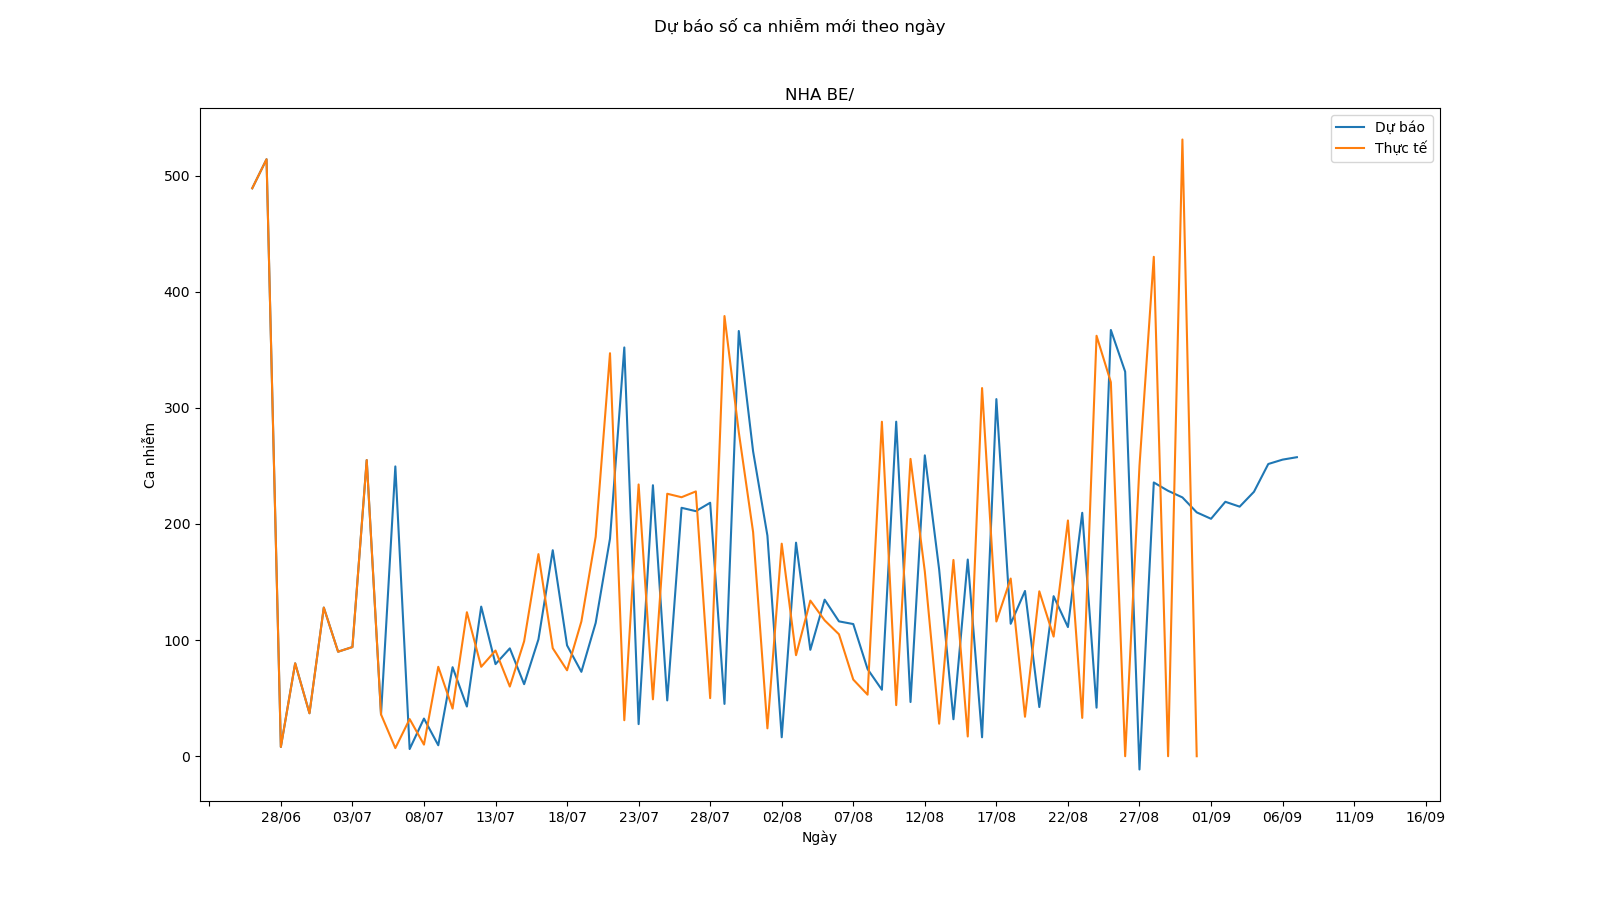 Dự báo số ca nhiễm mới theo ngày
NHA BE/
Dự báo
Thực tế
500
400
300
200
100
0
Ca nhiễm
28/06 03/07 08/07 13/07 18/07 23/07 28/07 02/08 07/08 12/08 17/08 22/08 27/08 01/09 06/09 11/09 16/09
Ngày